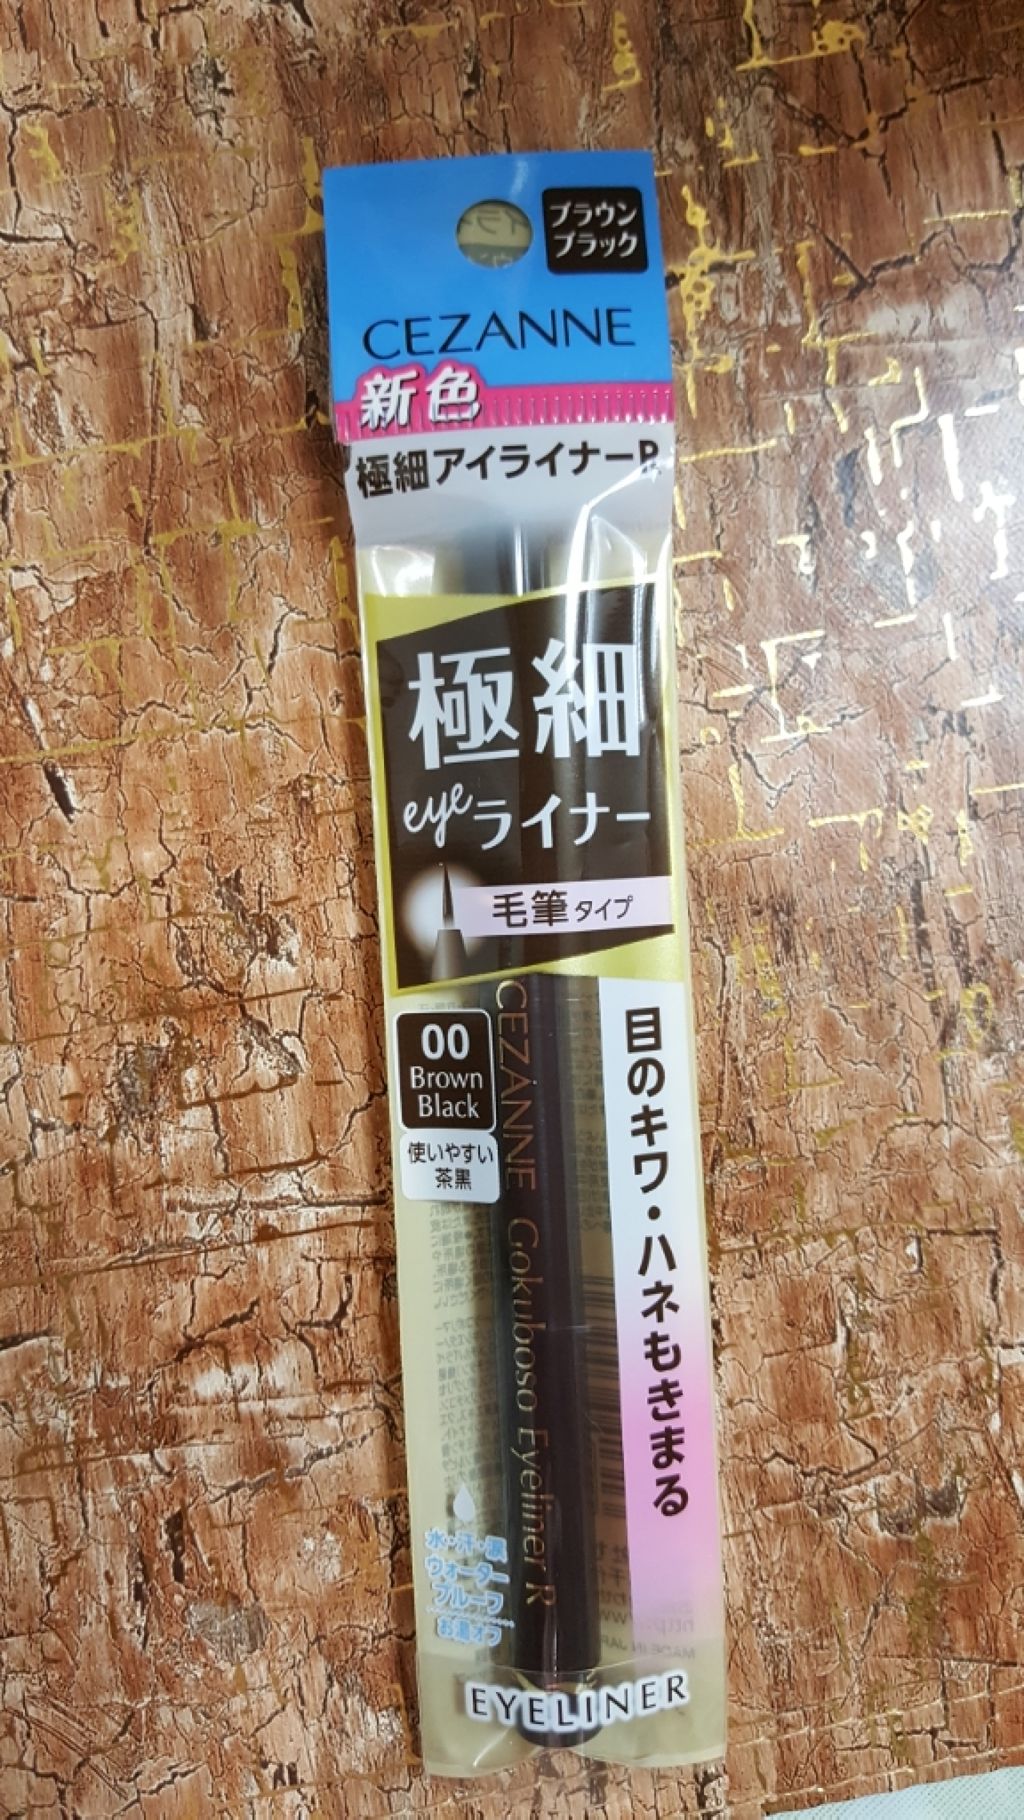 ブラウン
ブラック
CEZANNE
新色
極細アイライナーR
極細
eyeライナー
毛筆タイプ
00
Brown
Black
使いやすい
茶黒
目のキワ・ハネもきまる
CEZANNE Gokuboso Eyeliner R
水・汗・涙
ウォーター
プルーフ
お湯オフ
EYELINER